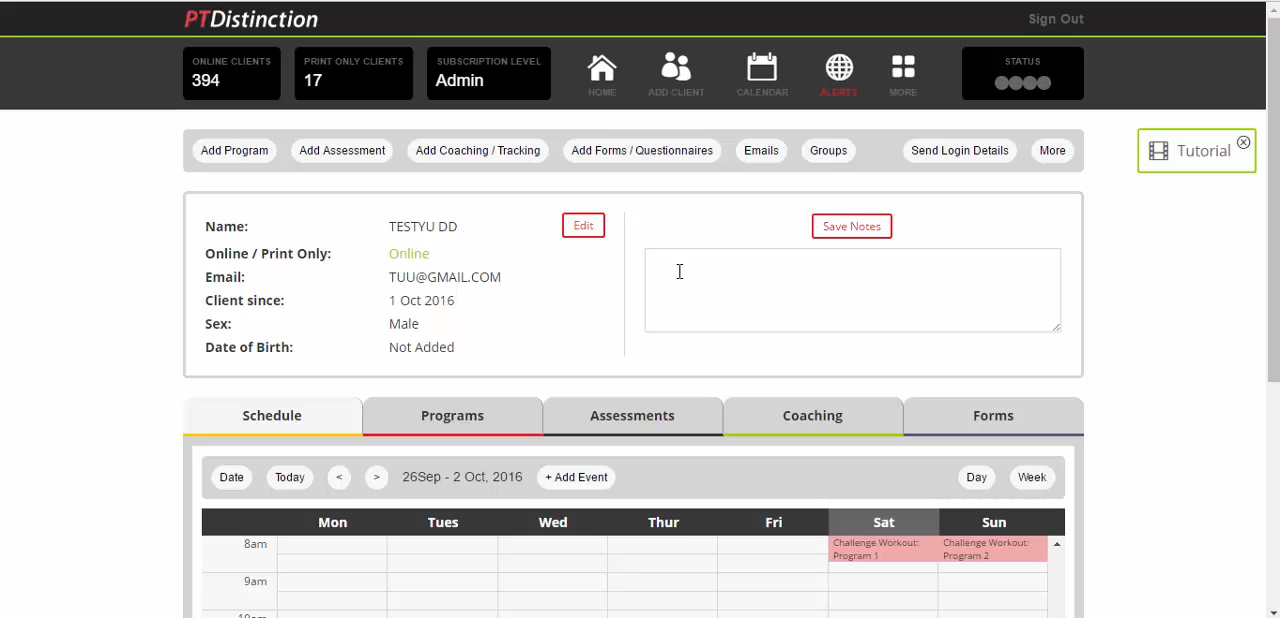 PTDistinction
Sign Out
ONLINE CLIENTS
394
PRINT ONLY CLIENTS
17
SUBSCRIPTION LEVEL
Admin
HOME
ADD CLIENT
CALENDAR
ALERTS
MORE
STATUS
Add Program
Add Assessment
Add Coaching / Tracking
Add Forms / Questionnaires
Emails
Groups
Send Login Details
More
Tutorial
Name: TESTYU DD
Edit
Save Notes
Online / Print Only: Online
Email: TUU@GMAIL.COM
Client since: 1 Oct 2016
Sex: Male
Date of Birth: Not Added
Schedule
Programs
Assessments
Coaching
Forms
Date
Today
<
>
26Sep - 2 Oct, 2016
+ Add Event
Day
Week
Mon
Tues
Wed
Thur
Fri
Sat
Sun
8am
Challenge Workout:
Program 1
Challenge Workout:
Program 2
9am
10am